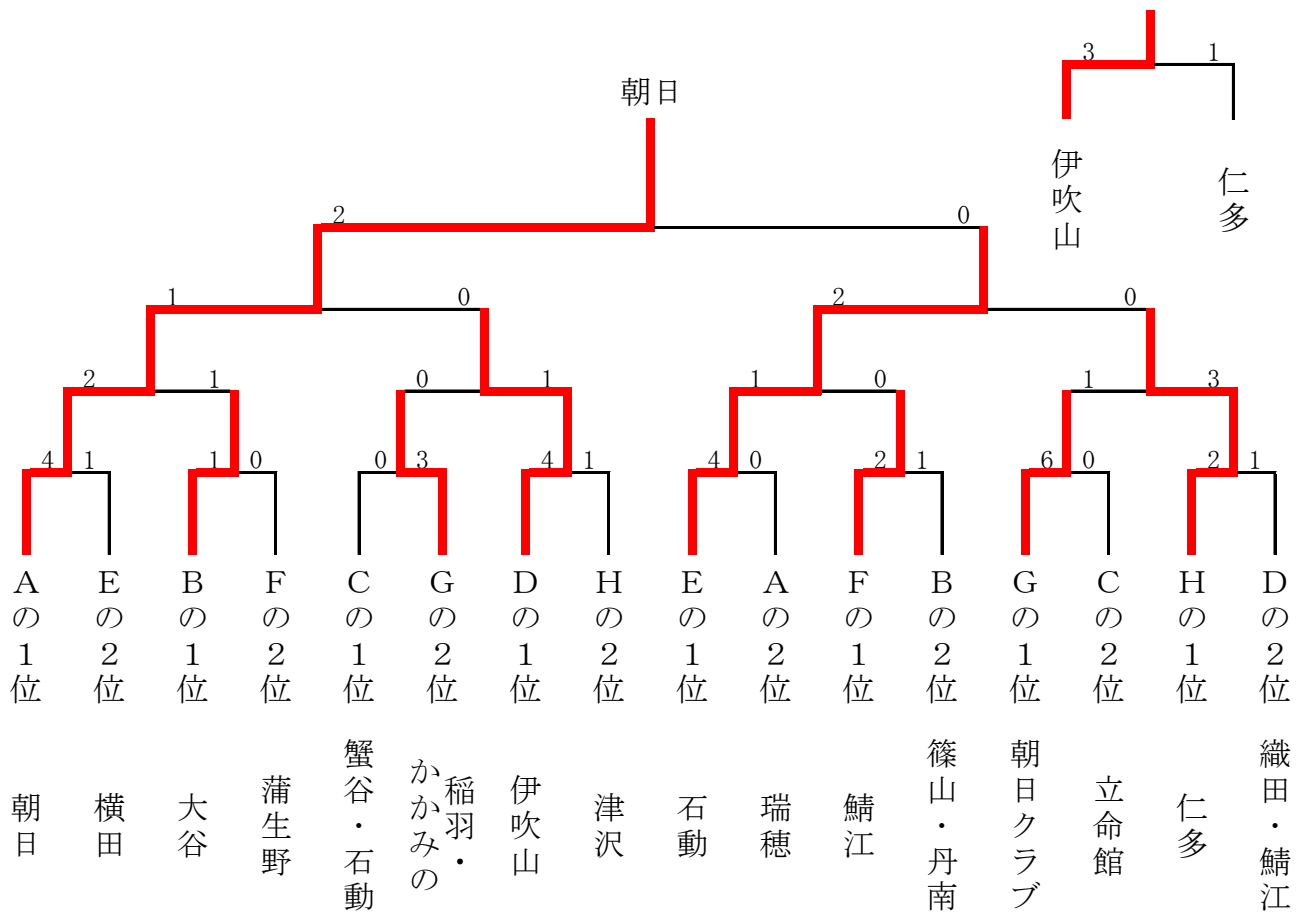 3 1
朝日
伊吹山
仁多
2 0
1 0 2 0
2 1 0 1 1 0 1 3
4 1 1 0 0 3 4 1 4 0 2 1 6 0 2 1
Aの1位
Eの2位
Bの1位
Fの2位
Cの1位
Gの2位
Dの1位
Hの2位
Eの1位
Aの2位
Fの1位
Bの2位
Gの1位
Cの2位
Hの1位
Dの2位
朝日
横田
大谷
蒲生野
蟹谷・石動
稲羽・
かかみの
伊吹山
津沢
石動
瑞穂
鯖江
篠山・丹南
朝日クラブ
立命館
仁多
織田・鯖江